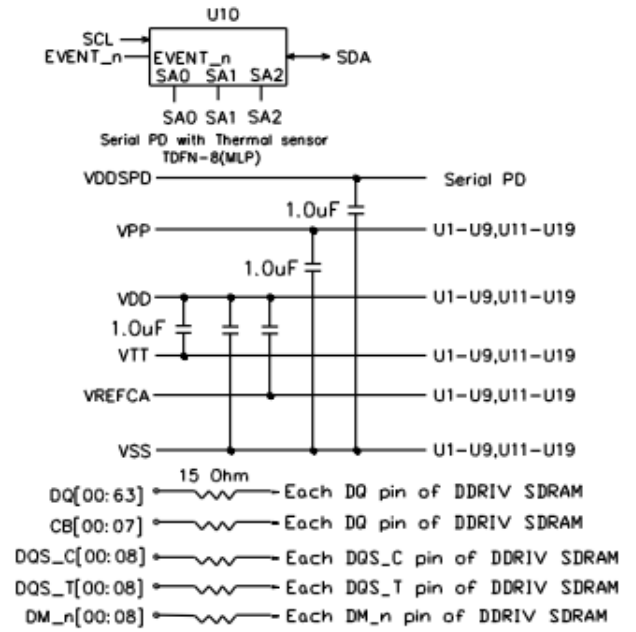 U10
SCL
EVENT_n EVENT_n SDA
SA0 SA1 SA2
SA0 SA1 SA2
Serial PD with Thermal sensor
TDFN-8(MLP)
VDDSPD Serial PD
1.0uF
VPP U1-U9,U11-U19
1.0uF
VDD U1-U9,U11-U19
1.0uF
VTT U1-U9,U11-U19
VREFCA U1-U9,U11-U19
VSS U1-U9,U11-U19
15 Ohm
DQ[00:63] Each DQ pin of DDRIV SDRAM
CB[00:07] Each DQ pin of DDRIV SDRAM
DQS_C[00:08] Each DQS_C pin of DDRIV SDRAM
DQS_T[00:08] Each DQS_T pin of DDRIV SDRAM
DM_n[00:08] Each DM_n pin of DDRIV SDRAM